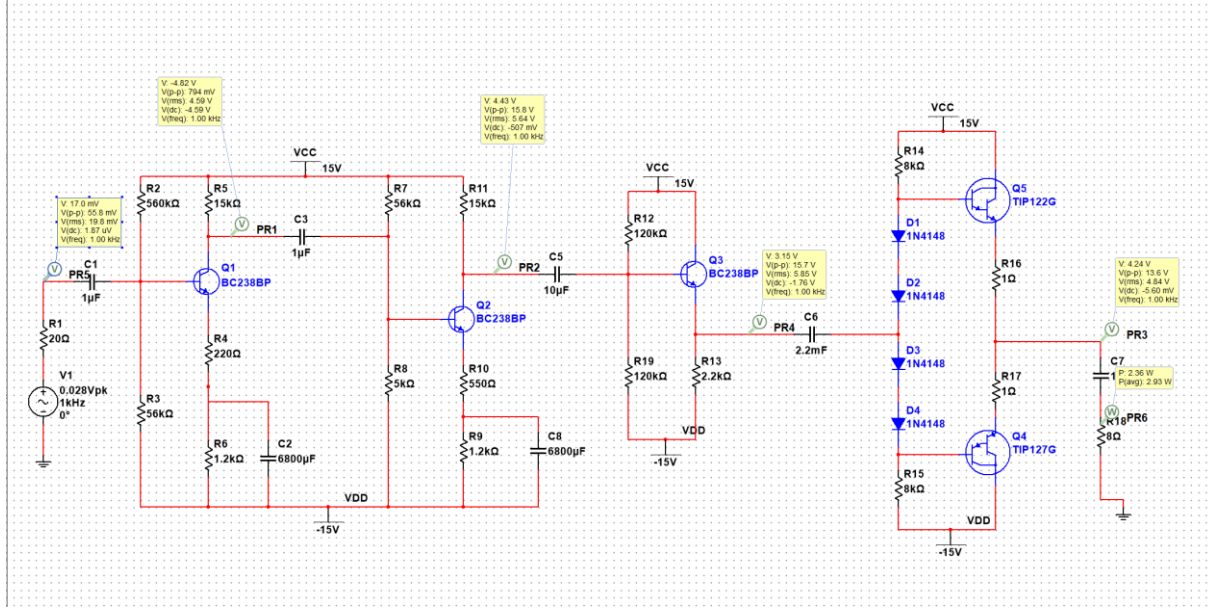 V: -4.82 V
V(p-p): 794 mV
V(rms): 4.59 V
V(dc): -4.59 V
V(freq): 1.00 kHz
V: 4.43 V
V(p-p): 15.8 V
V(rms): 5.64 V
V(dc): -507 mV
V(freq): 1.00 kHz
VCC
15V
R14
8kΩ
Q5
TIP122G
VCC
15V
R2
560kΩ
R5
15kΩ
R7
56kΩ
R11
15kΩ
VCC
15V
R12
120kΩ
V: 17.0 mV
V(p-p): 55.8 mV
V(rms): 19.8 mV
V(dc): 1.87 uV
V(freq): 1.00 kHz
V
PR1
C3
1µF
D1
1N4148
V
PR5
C1
1µF
Q1
BC238BP
V
PR2
C5
10µF
Q3
BC238BP
V: 3.15 V
V(p-p): 15.7 V
V(rms): 5.85 V
V(dc): -1.76 V
V(freq): 1.00 kHz
D2
1N4148
R16
1Ω
V: 4.24 V
V(p-p): 13.6 V
V(rms): 4.84 V
V(dc): -5.60 mV
V(freq): 1.00 kHz
Q2
BC238BP
V
PR4
C6
2.2mF
V
PR3
R1
20Ω
R4
220Ω
D3
1N4148
C7
1
P: 2.36 W
P(avg): 2.93 W
R8
5kΩ
R10
550Ω
R19
120kΩ
R13
2.2kΩ
R17
1Ω
V1
0.028Vpk
1kHz
0°
R3
56kΩ
D4
1N4148
W
PR6
R18
8Ω
R6
1.2kΩ
C2
6800µF
R9
1.2kΩ
C8
6800µF
VDD
-15V
Q4
TIP127G
R15
8kΩ
VDD
-15V
VDD
-15V